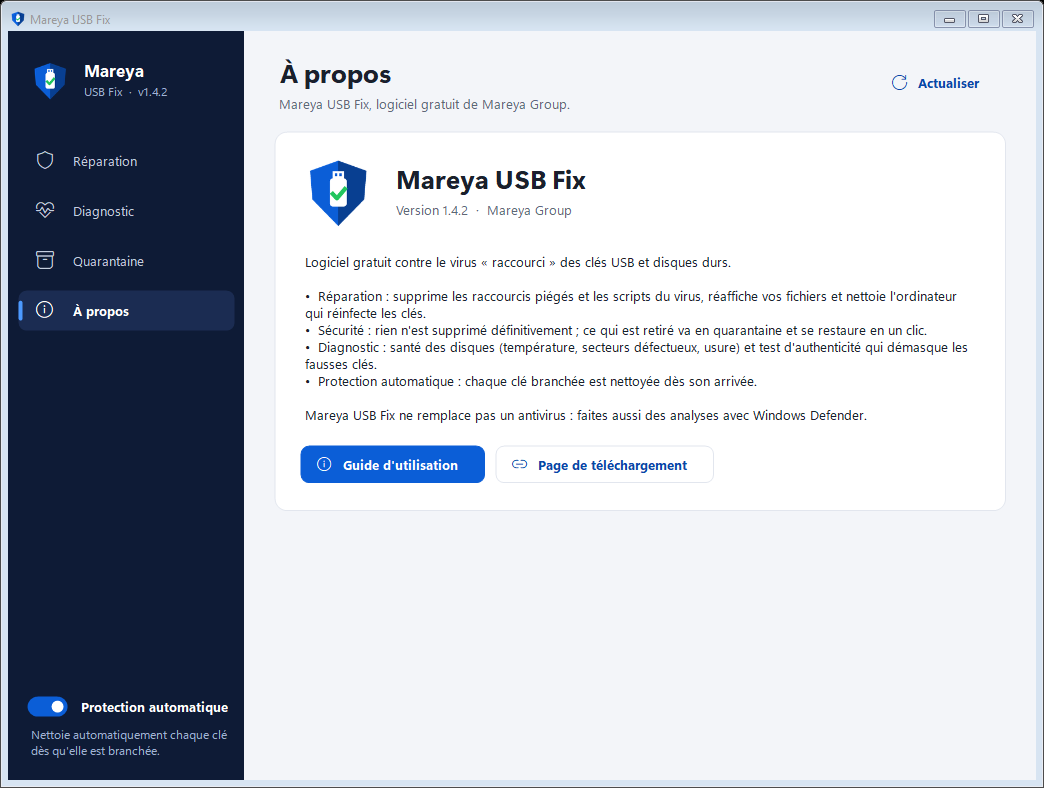 Mareya USB Fix
Mareya
USB Fix · v1.4.2
Réparation
Diagnostic
Quarantaine
À propos
Protection automatique
Nettoie automatiquement chaque clé
dès qu'elle est branchée.
À propos
Mareya USB Fix, logiciel gratuit de Mareya Group.
Actualiser
Mareya USB Fix
Version 1.4.2 · Mareya Group
Logiciel gratuit contre le virus « raccourci » des clés USB et disques durs.
• Réparation : supprime les raccourcis piégés et les scripts du virus, réaffiche vos fichiers et nettoie l'ordinateur
qui réinfecte les clés.
• Sécurité : rien n'est supprimé définitivement ; ce qui est retiré va en quarantaine et se restaure en un clic.
• Diagnostic : santé des disques (température, secteurs défectueux, usure) et test d'authenticité qui démasque les
fausses clés.
• Protection automatique : chaque clé branchée est nettoyée dès son arrivée.
Mareya USB Fix ne remplace pas un antivirus : faites aussi des analyses avec Windows Defender.
Guide d'utilisation
Page de téléchargement